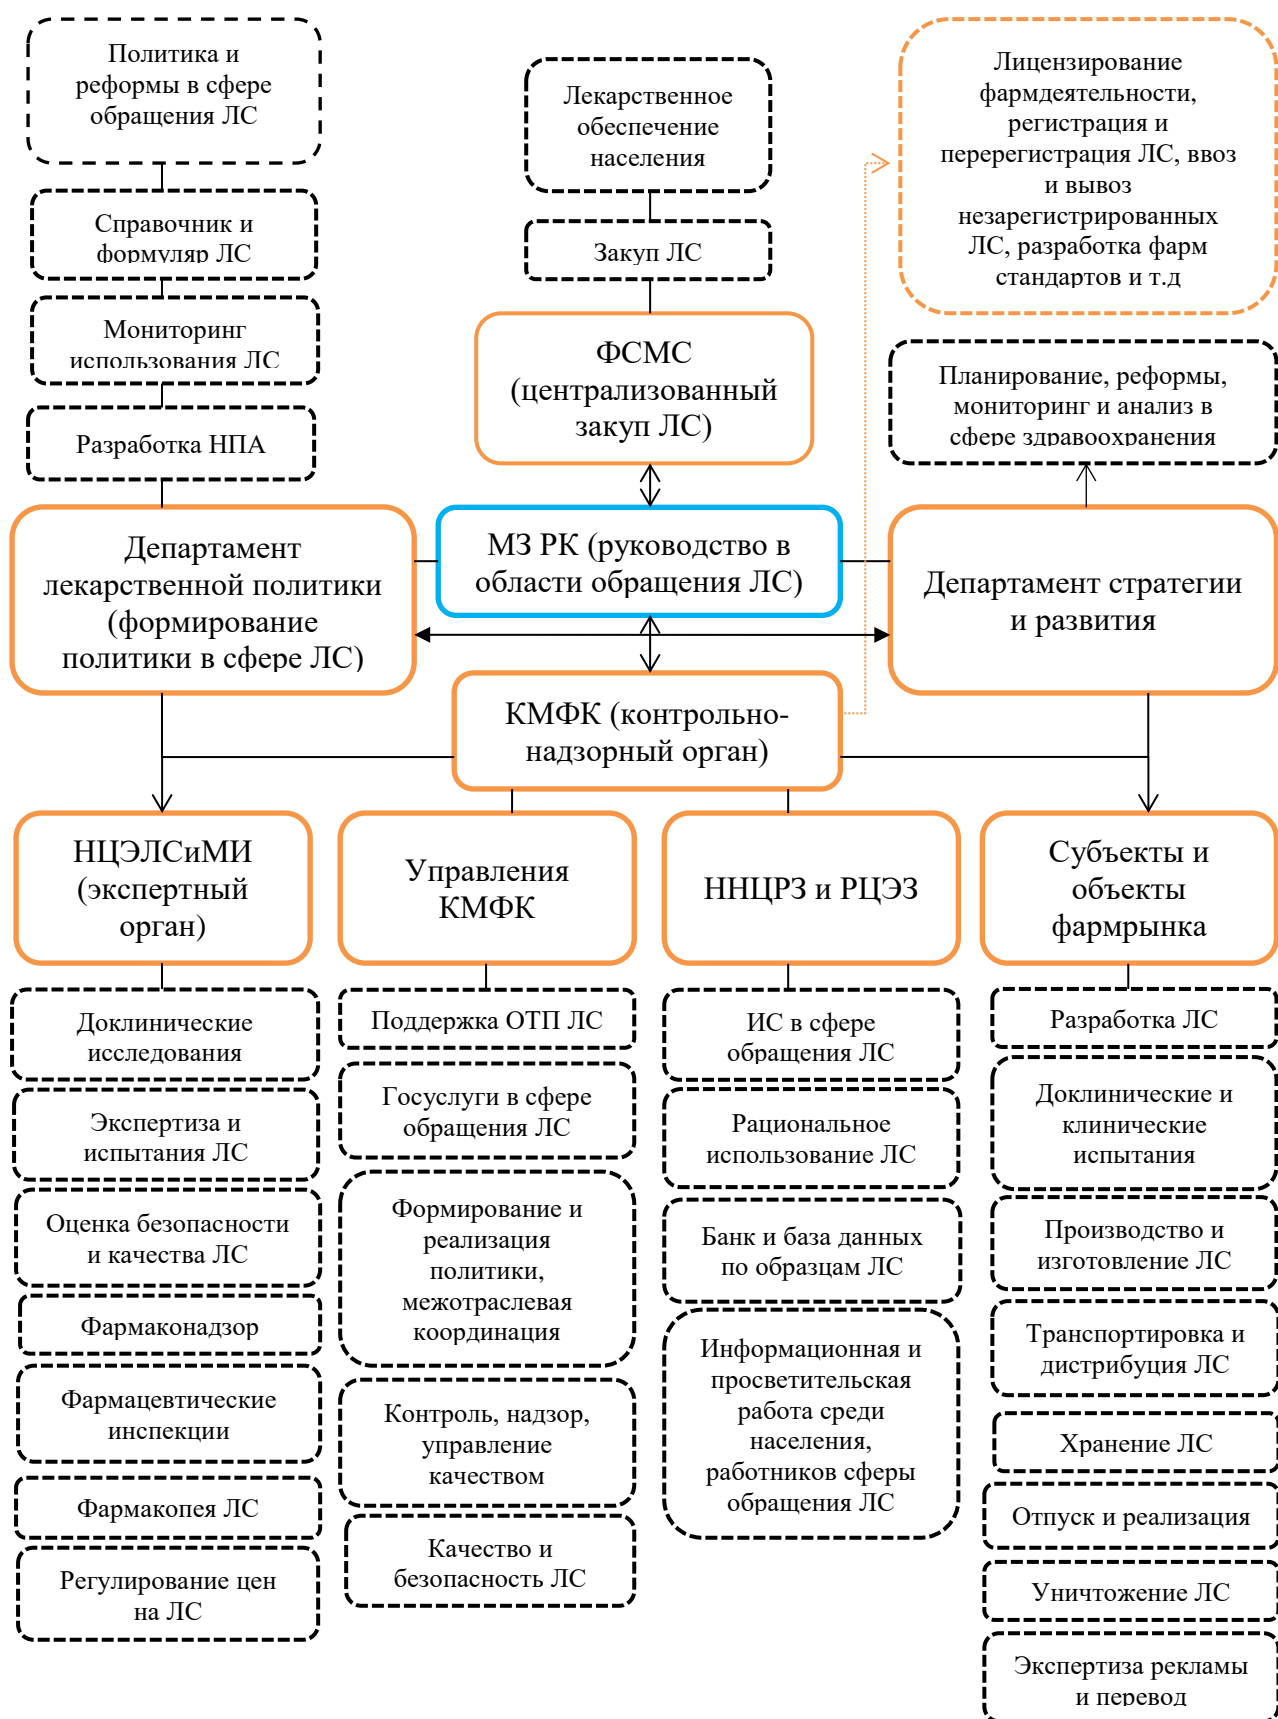 Политика и
реформы в сфере
обращения ЛС
Справочник и
формуляр ЛС
Мониторинг
использования ЛС
Разработка НПА
Лекарственное
обеспечение
населения
Закуп ЛС
ФСМС
(централизованный
закуп ЛС)
Лицензирование
фармдеятельности,
регистрация и
перерегистрация ЛС, ввоз
и вывоз
незарегистрированных
ЛС, разработка фарм
стандартов и т.д
Планирование, реформы,
мониторинг и анализ в
сфере здравоохранения
Департамент
лекарственной политики
(формирование
политики в сфере ЛС)
МЗ РК (руководство в
области обращения ЛС)
Департамент стратегии
и развития
КМФК (контрольно-
надзорный орган)
НЦЭЛСиМИ
(экспертный
орган)
Управления
КМФК
ННЦРЗ и РЦЭЗ
Субъекты и
объекты
фармрынка
Доклинические
исследования
Экспертиза и
испытания ЛС
Оценка безопасности
и качества ЛС
Фармаконадзор
Фармацевтические
инспекции
Фармакопея ЛС
Регулирование цен
на ЛС
Поддержка ОТП ЛС
Госуслуги в сфере
обращения ЛС
Формирование и
реализация
политики,
межотраслевая
координация
Контроль, надзор,
управление
качеством
Качество и
безопасность ЛС
ИС в сфере
обращения ЛС
Рациональное
использование ЛС
Банк и база данных
по образцам ЛС
Информационная и
просветительская
работа среди
населения,
работников сферы
обращения ЛС
Разработка ЛС
Доклинические и
клинические
испытания
Производство и
изготовление ЛС
Транспортировка и
дистрибуция ЛС
Хранение ЛС
Отпуск и реализация
Уничтожение ЛС
Экспертиза рекламы
и перевод